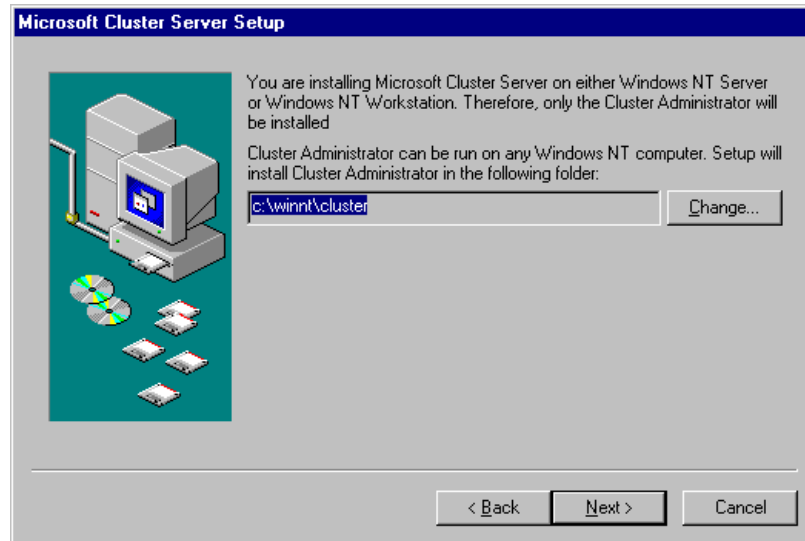 Microsoft Cluster Server Setup
You are installing Microsoft Cluster Server on either Windows NT Server
or Windows NT Workstation. Therefore, only the Cluster Administrator will
be installed
Cluster Administrator can be run on any Windows NT computer. Setup will
install Cluster Administrator in the following folder:
c:\winnt\cluster
Change...
< Back
Next >
Cancel